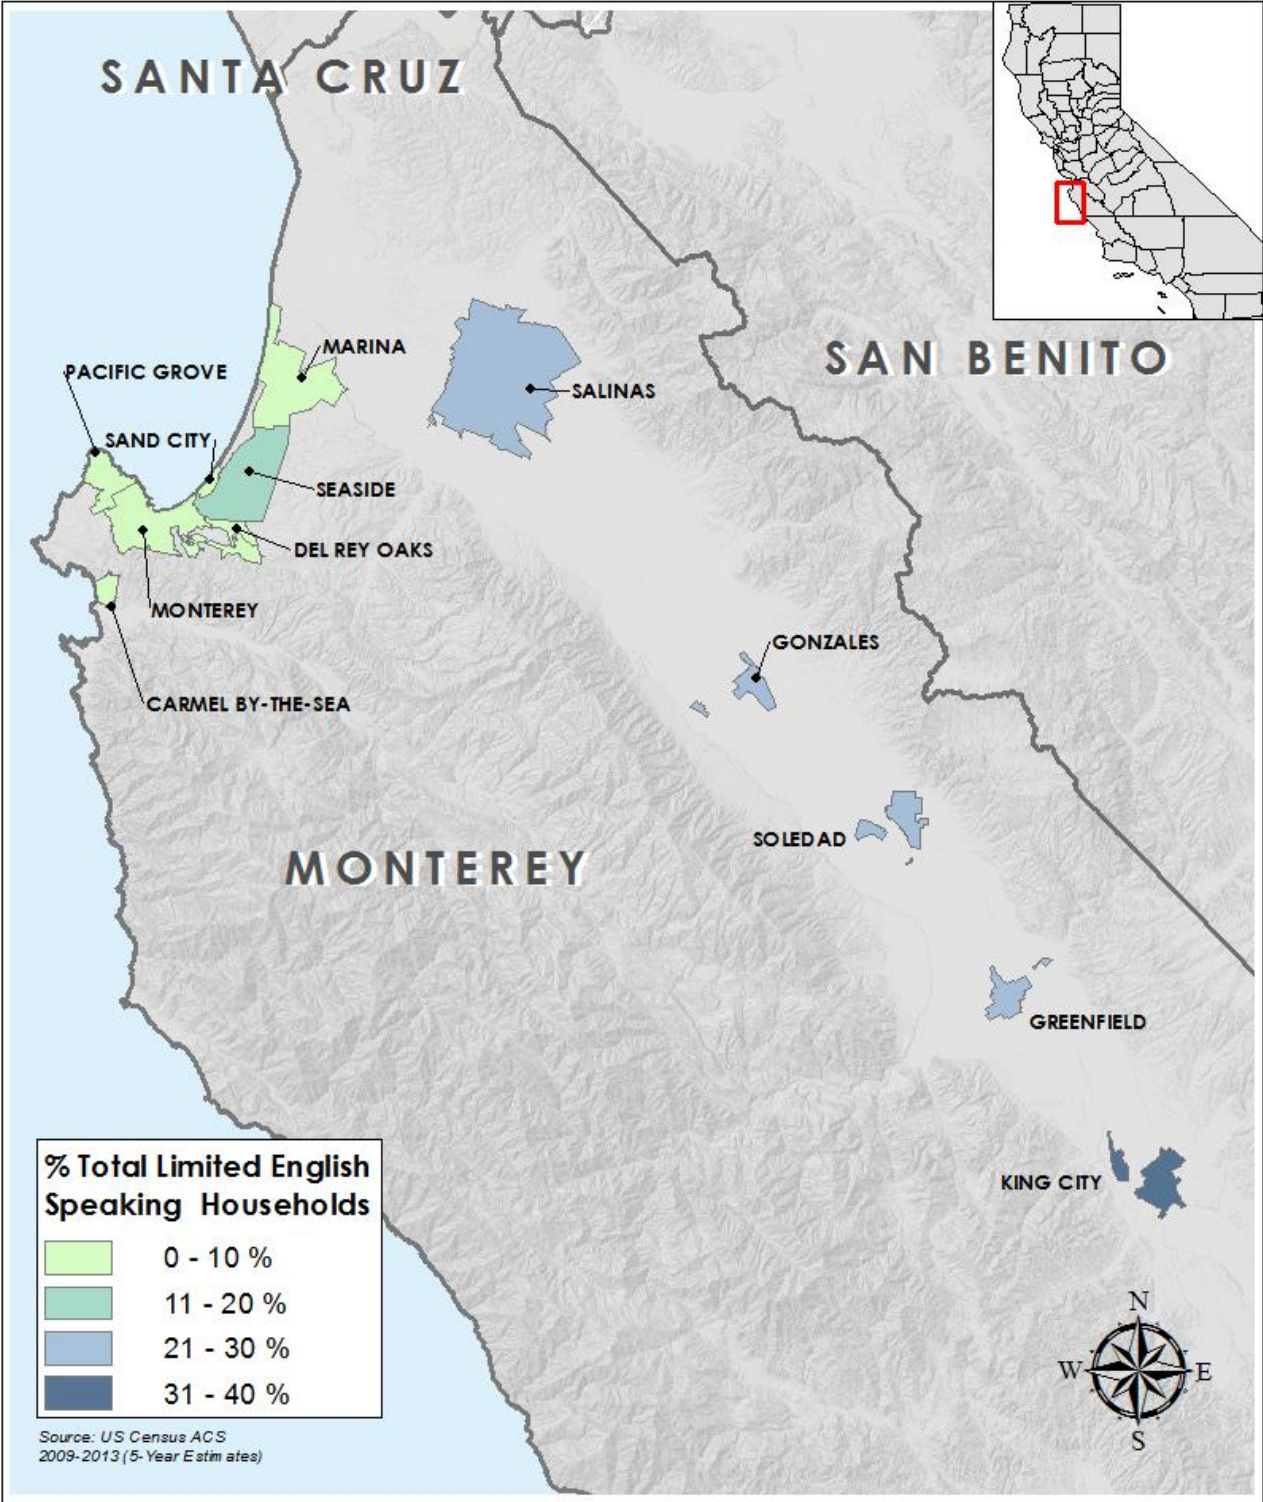 SANTA CRUZ
SAN BENITO
MARINA
PACIFIC GROVE
SALINAS
SAND CITY
SEASIDE
DEL REY OAKS
MONTEREY
GONZALES
CARMEL BY-THE-SEA
SOLEDAD
MONTEREY
GREENFIELD
KING CITY
% Total Limited English
Speaking Households
0 - 10 %
11 - 20 %
21 - 30 %
31 - 40 %
Source: US Census ACS
2009-2013 (5-Year Estimates)
N
W E
S